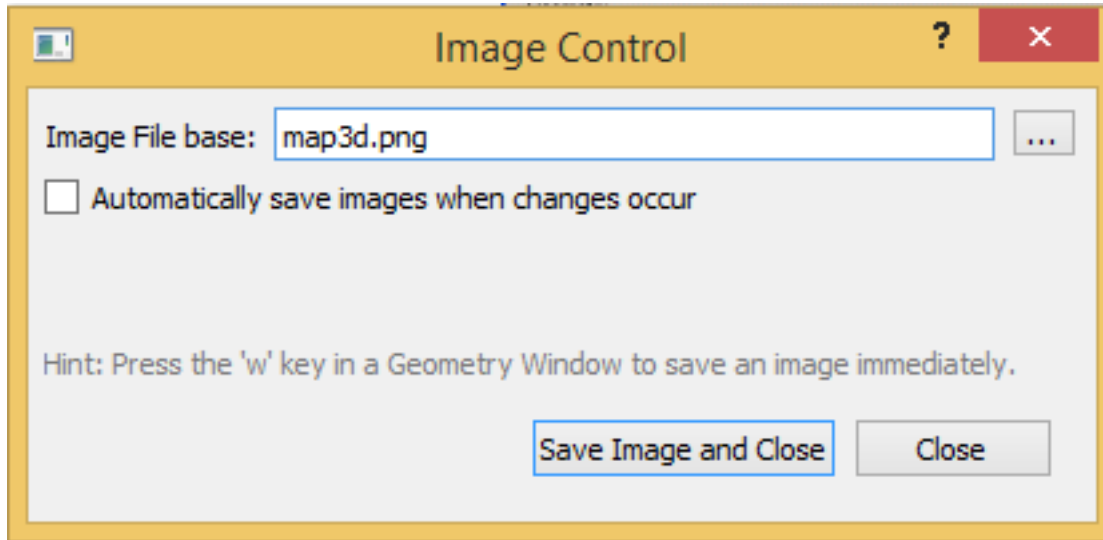 Image Control
?
Image File base: map3d.png ...
Automatically save images when changes occur
Hint: Press the 'w' key in a Geometry Window to save an image immediately.
Save Image and Close Close